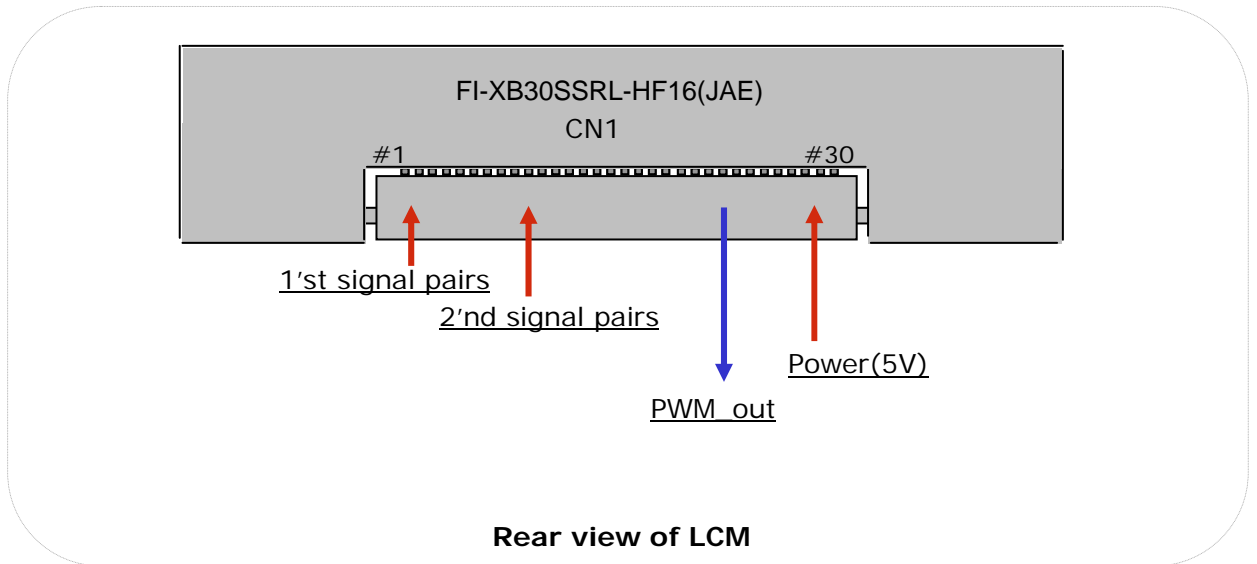 FI-XB30SSRL-HF16(JAE)
CN1
#1 #30
1'st signal pairs
2'nd signal pairs
Power(5V)
PWM_out
Rear view of LCM